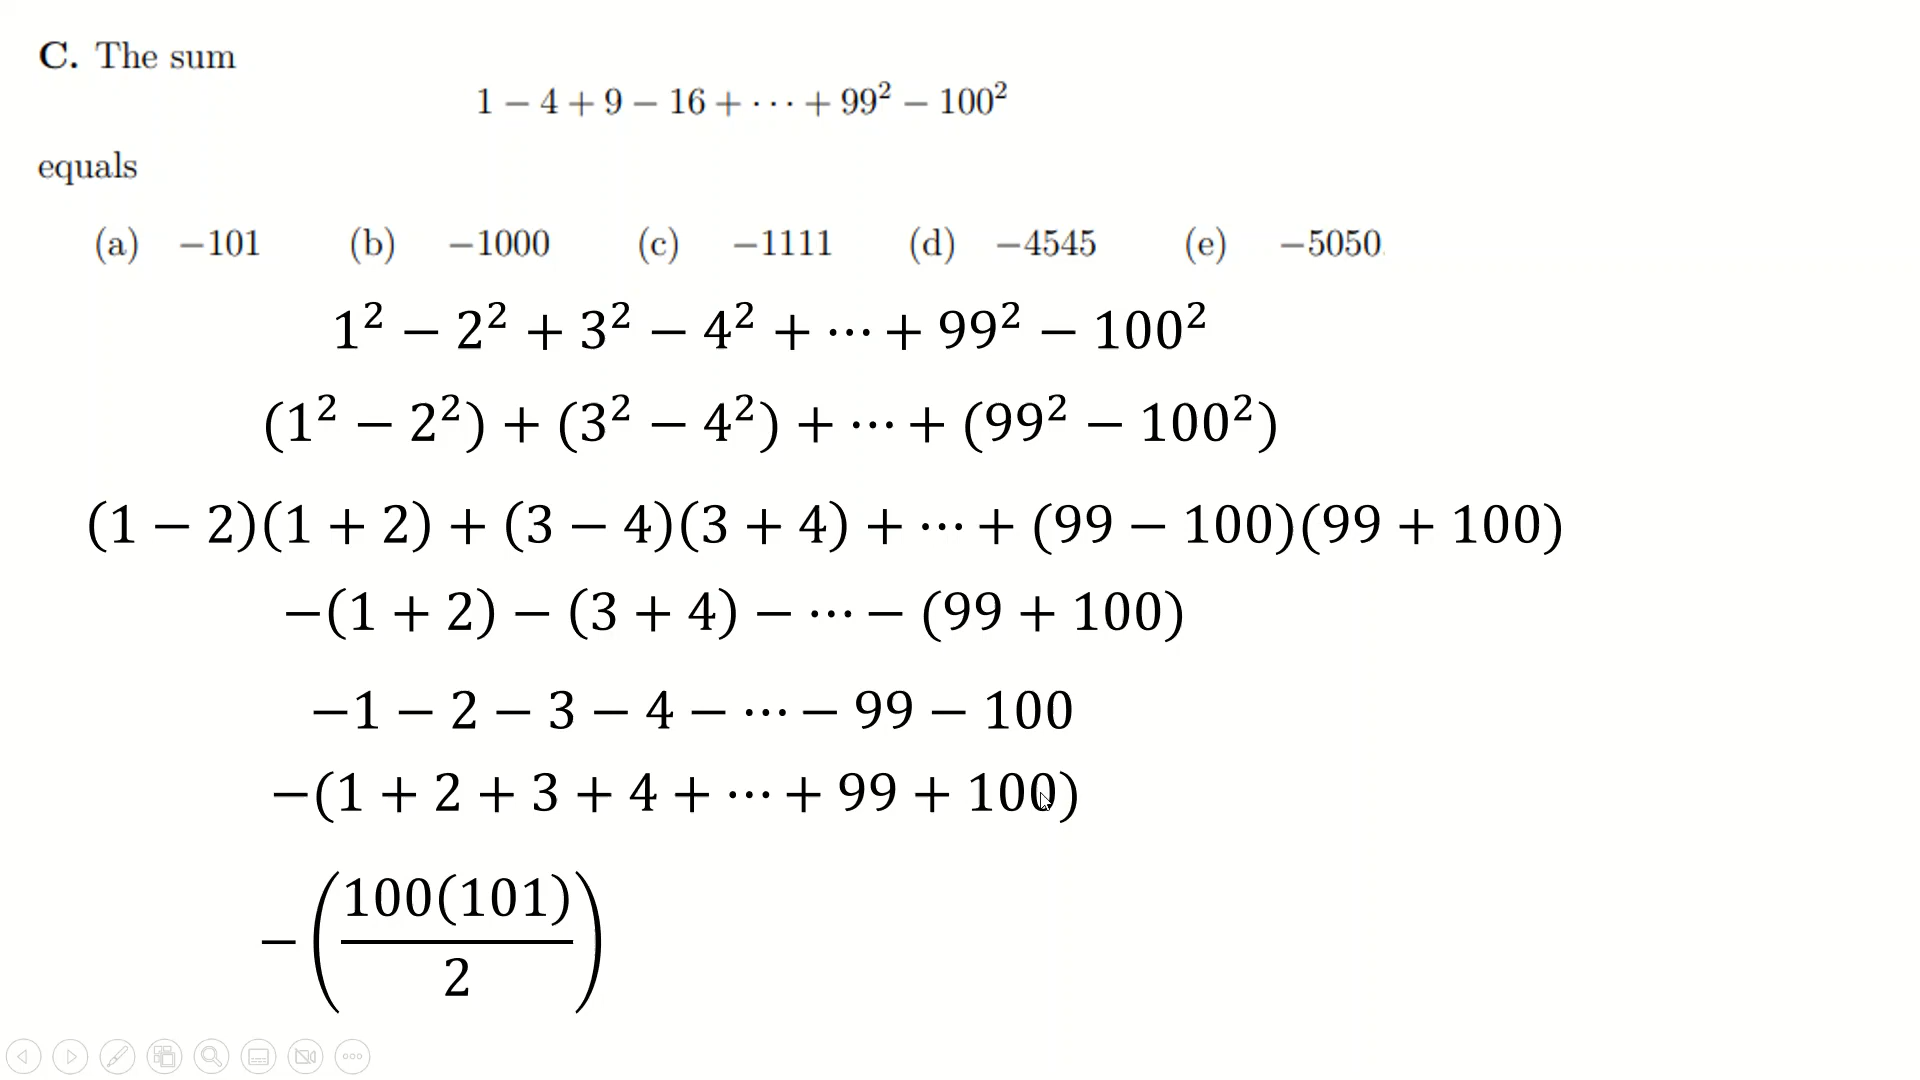 C. The sum
1 − 4 + 9 − 16 + ⋯ + 99² − 100²
equals
(a) −101 (b) −1000 (c) −1111 (d) −4545 (e) −5050
1² − 2² + 3² − 4² + ⋯ + 99² − 100²
(1² − 2²) + (3² − 4²) + ⋯ + (99² − 100²)
(1 − 2)(1 + 2) + (3 − 4)(3 + 4) + ⋯ + (99 − 100)(99 + 100)
−(1 + 2) − (3 + 4) − ⋯ − (99 + 100)
−1 − 2 − 3 − 4 − ⋯ − 99 − 100
−(1 + 2 + 3 + 4 + ⋯ + 99 + 100)
−(100(101)/2)